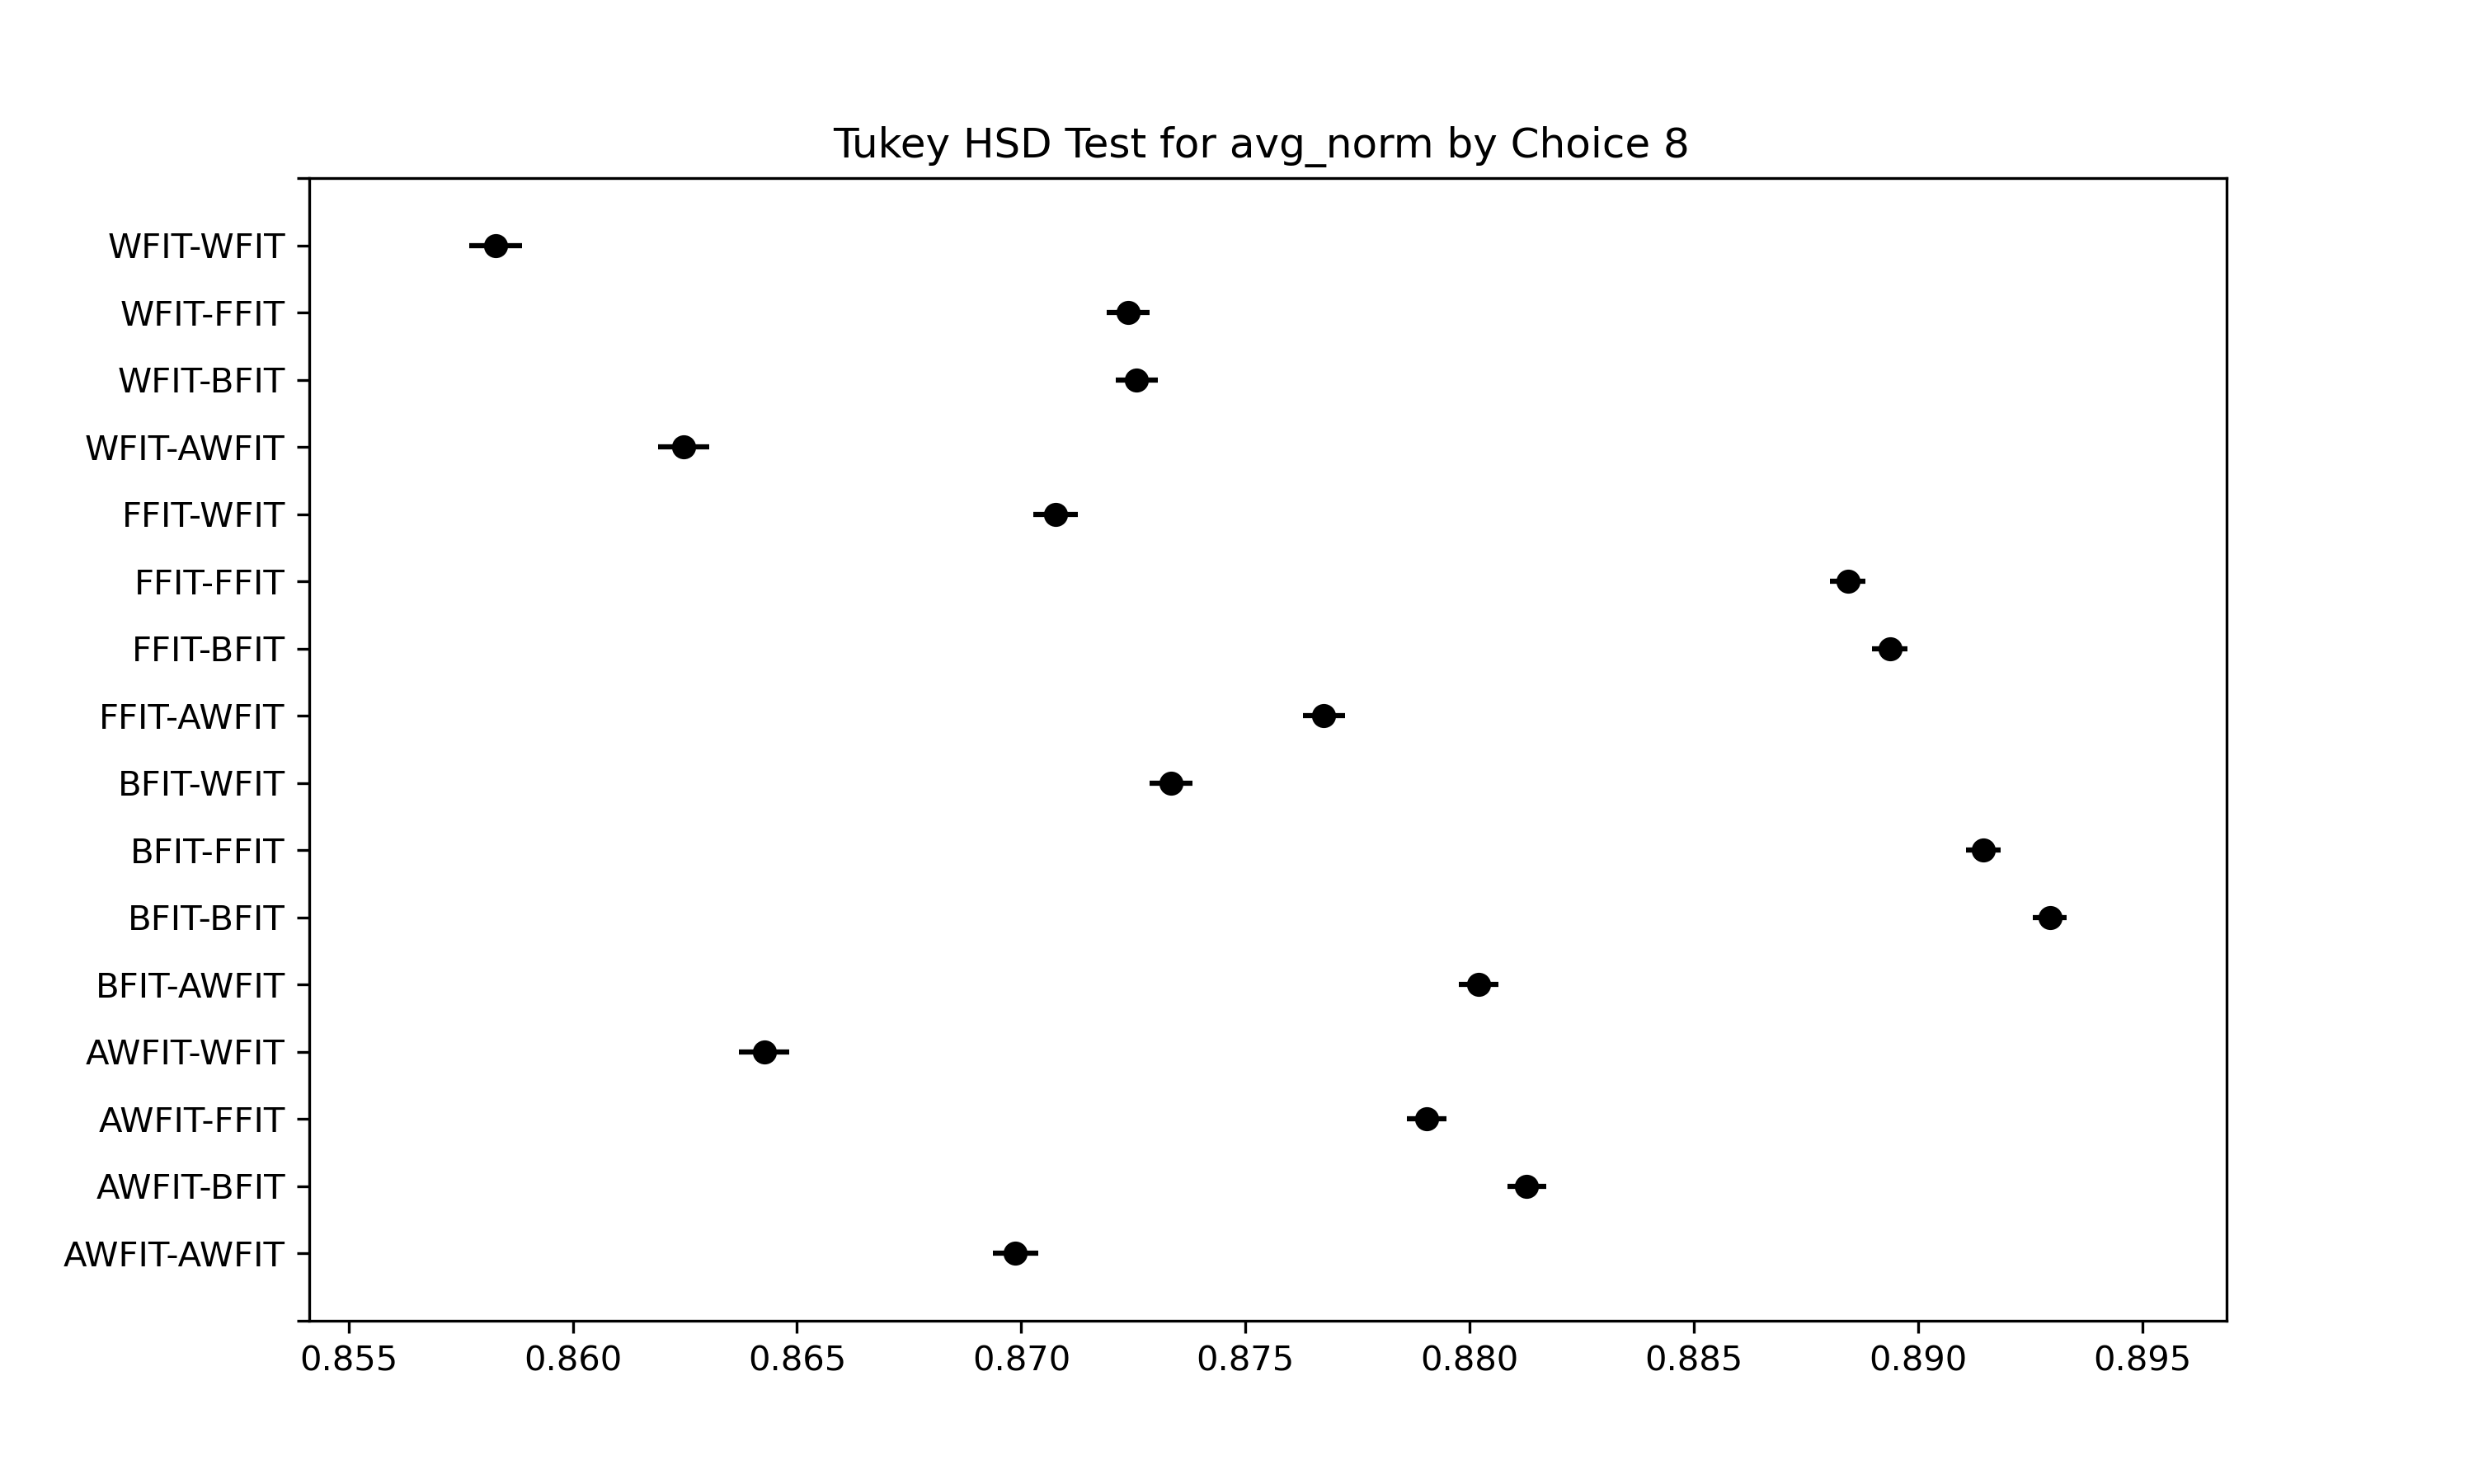 Tukey HSD Test for avg_norm by Choice 8
WFIT-WFIT
WFIT-FFIT
WFIT-BFIT
WFIT-AWFIT
FFIT-WFIT
FFIT-FFIT
FFIT-BFIT
FFIT-AWFIT
BFIT-WFIT
BFIT-FFIT
BFIT-BFIT
BFIT-AWFIT
AWFIT-WFIT
AWFIT-FFIT
AWFIT-BFIT
AWFIT-AWFIT
0.855 0.860 0.865 0.870 0.875 0.880 0.885 0.890 0.895